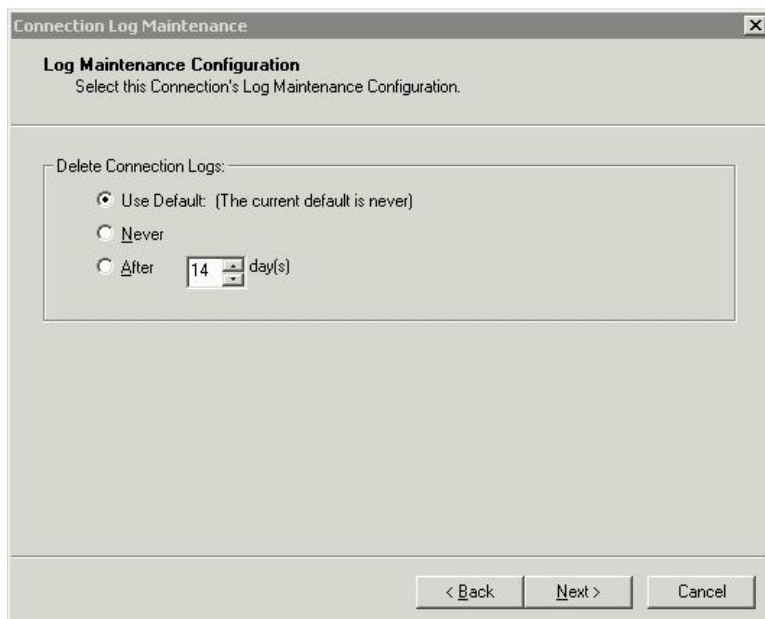 Connection Log Maintenance
Log Maintenance Configuration
Select this Connection's Log Maintenance Configuration.
Delete Connection Logs:
Use Default: (The current default is never)
Never
After 14 day(s)
< Back Next > Cancel